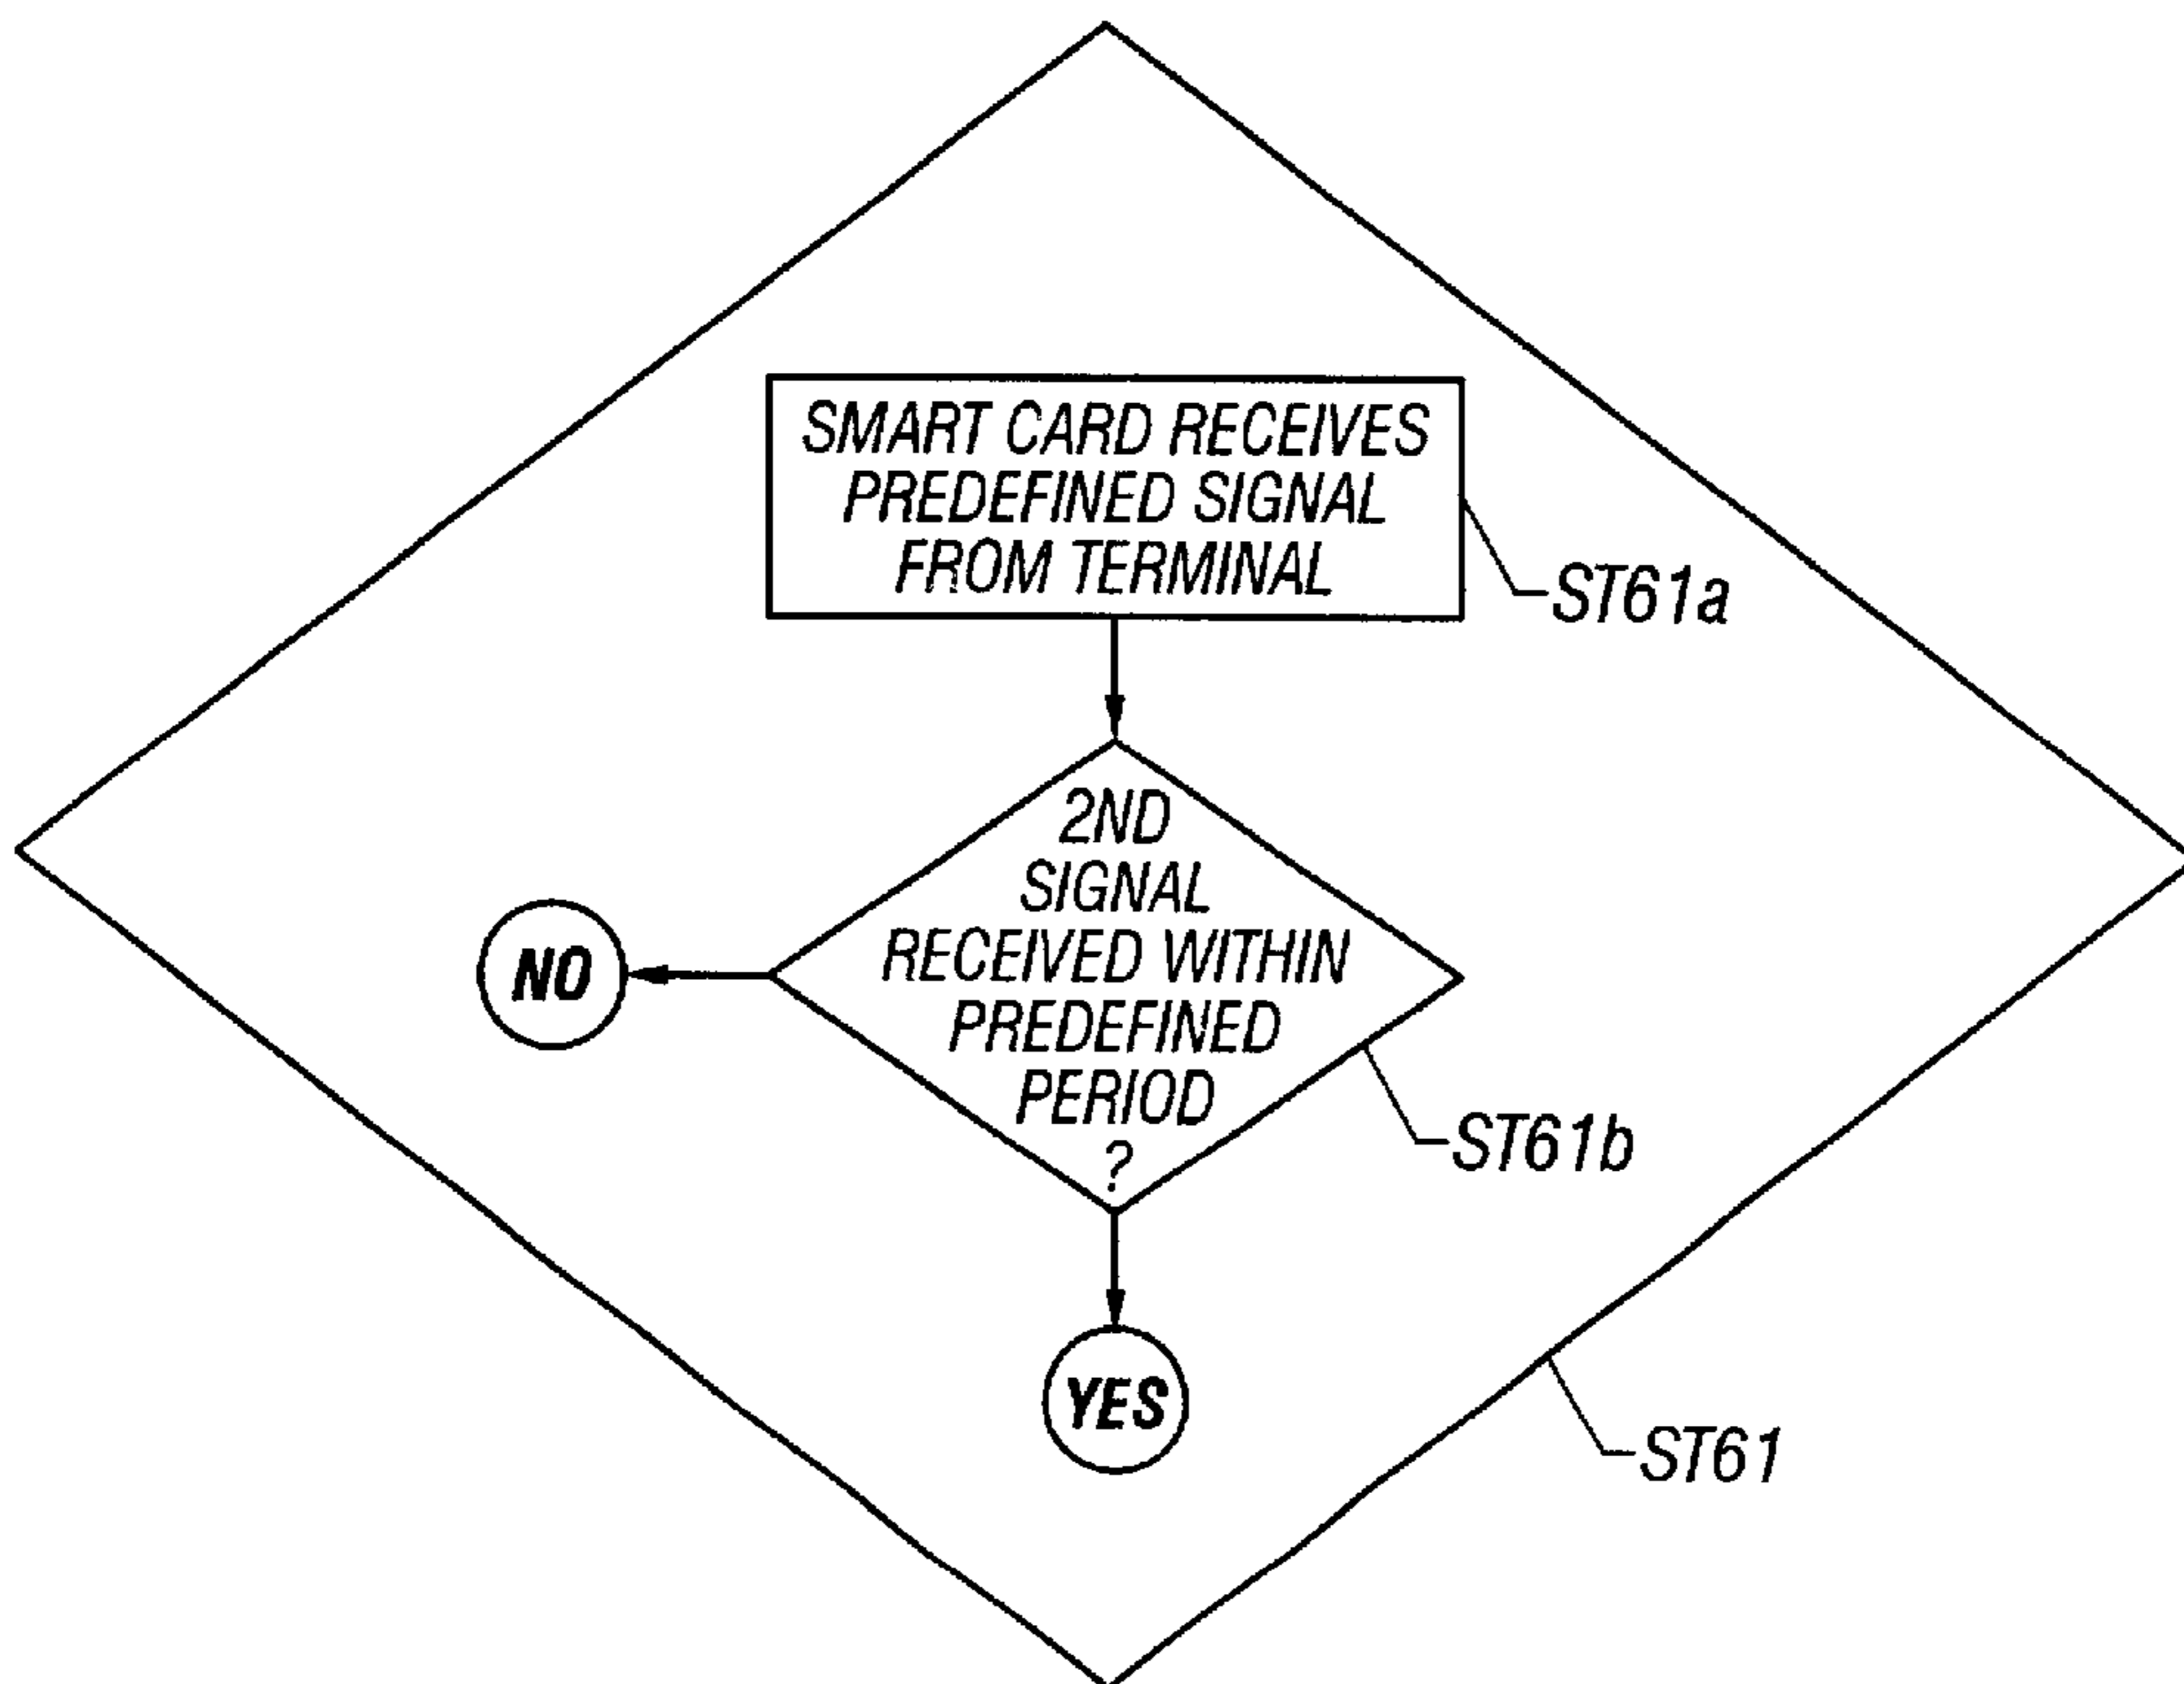 SMART CARD RECEIVES
PREDEFINED SIGNAL
FROM TERMINAL
ST61a
2ND
SIGNAL
RECEIVED WITHIN
PREDEFINED
PERIOD
?
NO
ST61b
YES
ST61